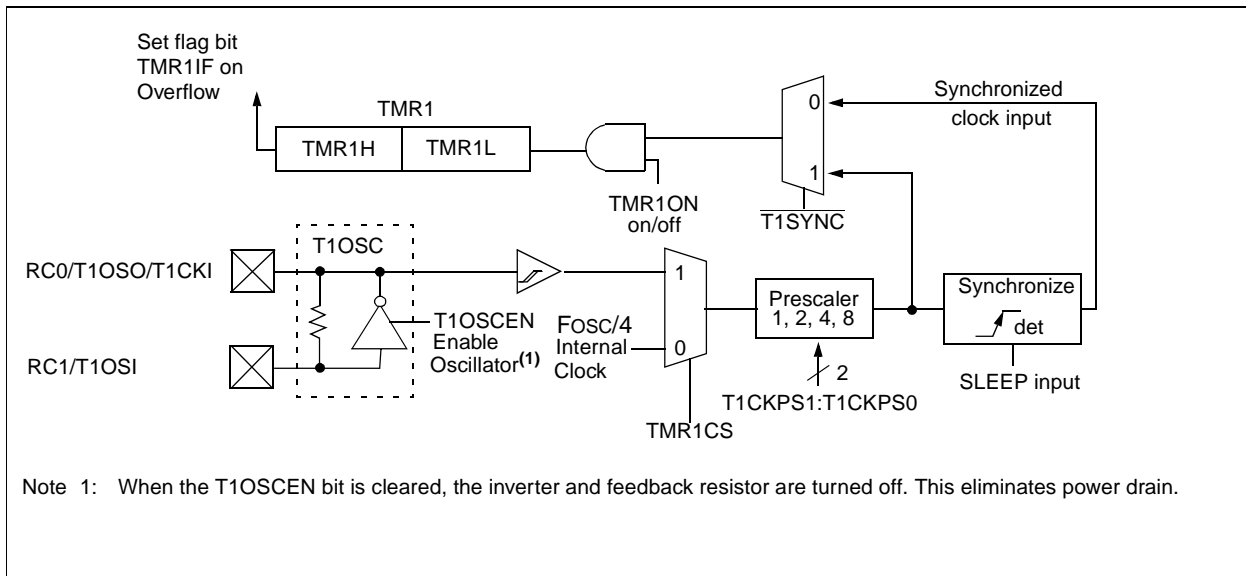 Set flag bit
TMR1IF on
Overflow
TMR1
TMR1H
TMR1L
TMR1ON
on/off
0
1
T1SYNC
Synchronized
clock input
RC0/T1OSO/T1CKI
RC1/T1OSI
T1OSC
T1OSCEN
Enable
Oscillator(1)
FOSC/4
Internal
Clock
1
0
TMR1CS
Prescaler
1, 2, 4, 8
2
T1CKPS1:T1CKPS0
Synchronize
det
SLEEP input
Note 1: When the T1OSCEN bit is cleared, the inverter and feedback resistor are turned off. This eliminates power drain.